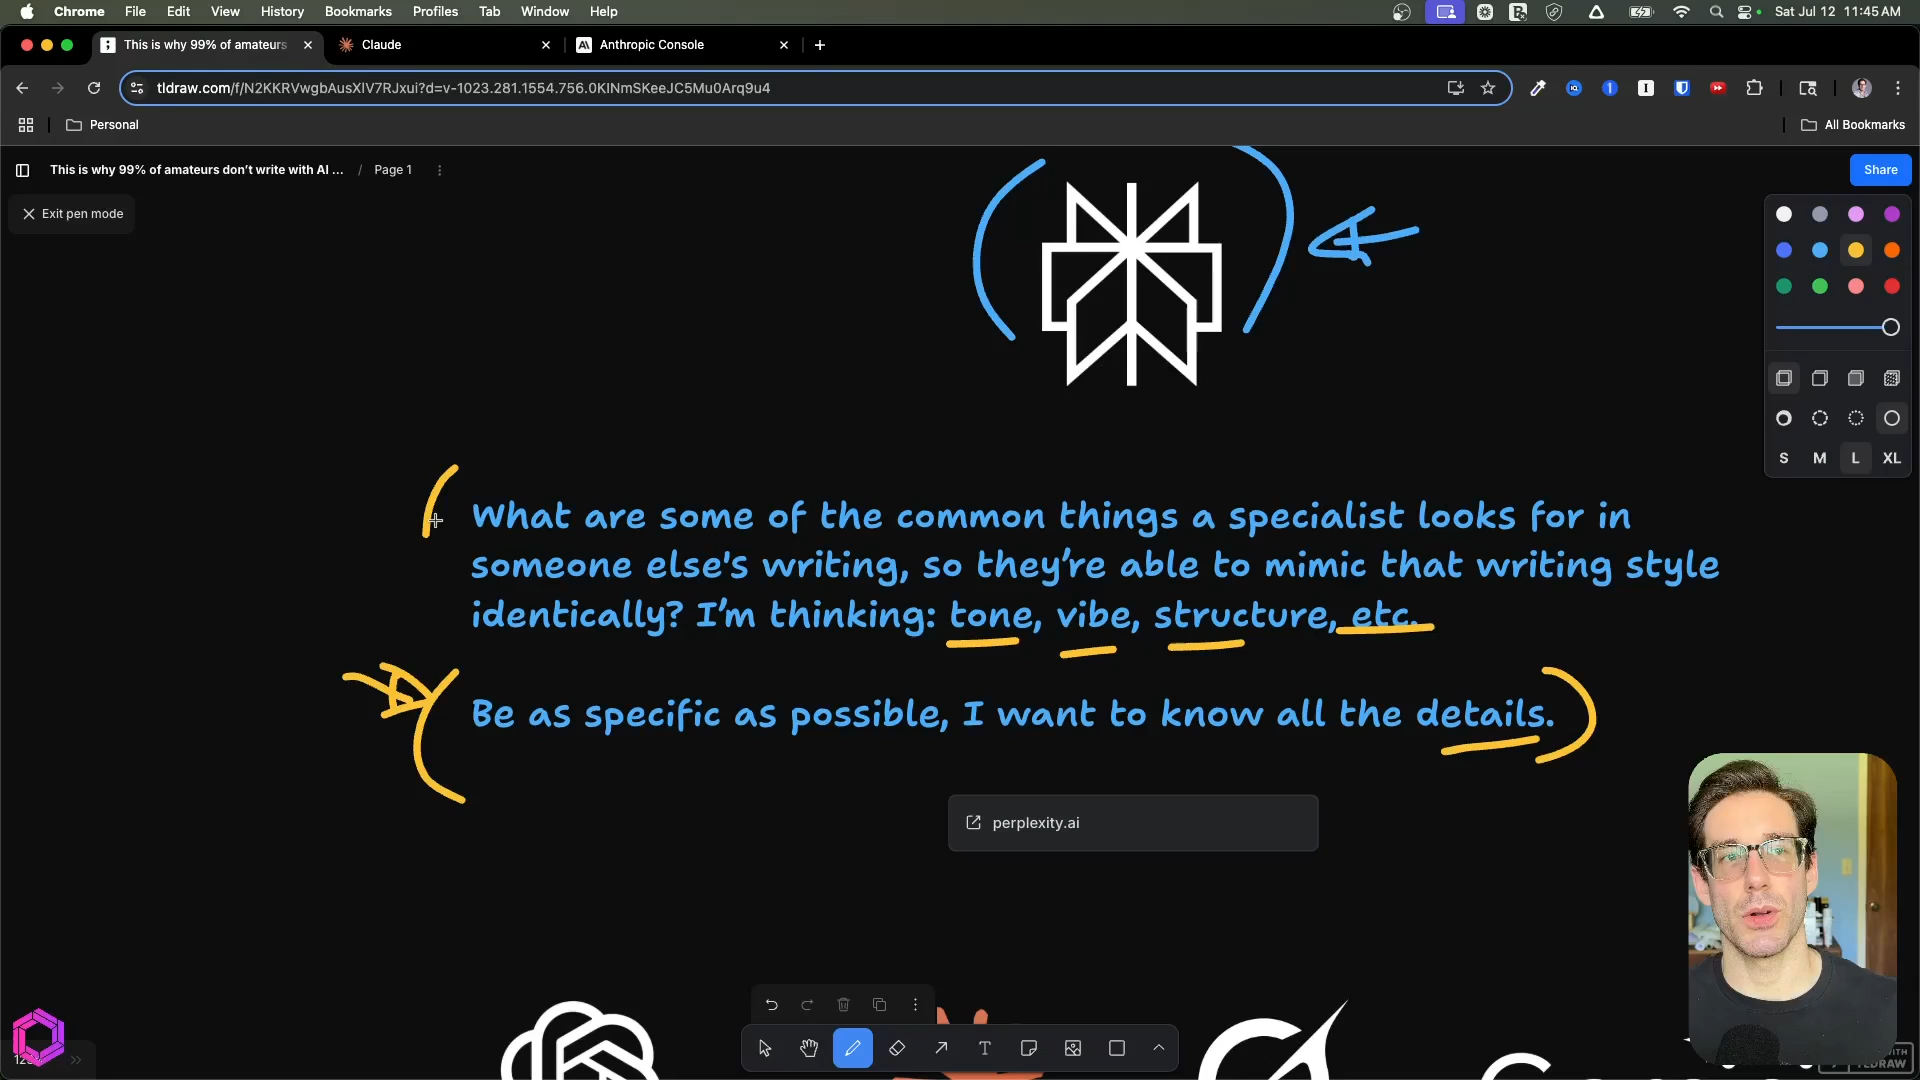 Chrome File Edit View History Bookmarks Profiles Tab Window Help Sat Jul 12 11:45 AM
This is why 99% of amateurs Claude Anthropic Console
tldraw.com/f/N2KKRVwgbAusXlV7RJxui?d=v-1023.281.1554.756.0KINmSKeeJC5Mu0Arq9u4
Personal All Bookmarks
This is why 99% of amateurs don't write with AI ... / Page 1 Share
Exit pen mode
S M L XL
What are some of the common things a specialist looks for in
someone else's writing, so they're able to mimic that writing style
identically? I'm thinking: tone, vibe, structure, etc.
Be as specific as possible, I want to know all the details.
perplexity.ai